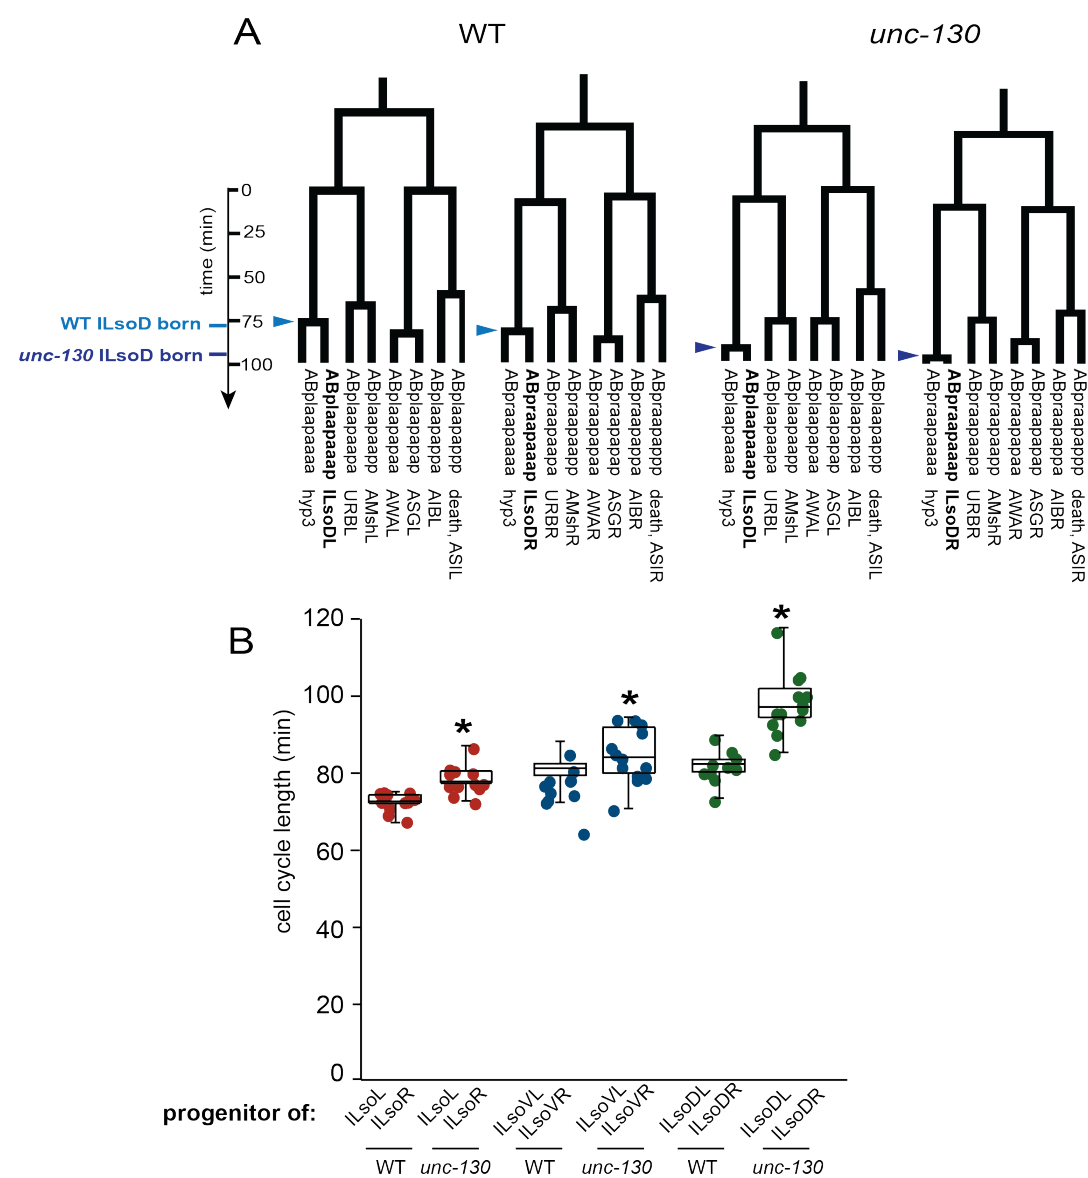 A
WT
unc-130
time (min)
0
25
50
75
100
WT ILsoD born
unc-130 ILsoD born
ABplaapaaaa hyp3
ABplaapaaap ILsoDL
ABplaapaapa URBL
ABplaapaapp AMshL
ABplaapapaa AWAL
ABplaapapap ASGL
ABplaapappa AIBL
ABplaapappp death, ASIL
ABpraapaaaa hyp3
ABpraapaaap ILsoDR
ABpraapaapa URBR
ABpraapaapp AMshR
ABpraapapaa AWAR
ABpraapapap ASGR
ABpraapappa AIBR
ABpraapappp death, ASIR
ABplaapaaaa hyp3
ABplaapaaap ILsoDL
ABplaapaapa URBL
ABplaapaapp AMshL
ABplaapapaa AWAL
ABplaapapap ASGL
ABplaapappa AIBL
ABplaapappp death, ASIL
ABpraapaaaa hyp3
ABpraapaaap ILsoDR
ABpraapaapa URBR
ABpraapaapp AMshR
ABpraapapaa AWAR
ABpraapapap ASGR
ABpraapappa AIBR
ABpraapappp death, ASIR
B
cell cycle length (min)
120
100
80
60
40
20
0
*
*
*
progenitor of:
ILsoL
ILsoR
ILsoL
ILsoR
ILsoVL
ILsoVR
ILsoVL
ILsoVR
ILsoDL
ILsoDR
ILsoDL
ILsoDR
WT
unc-130
WT
unc-130
WT
unc-130